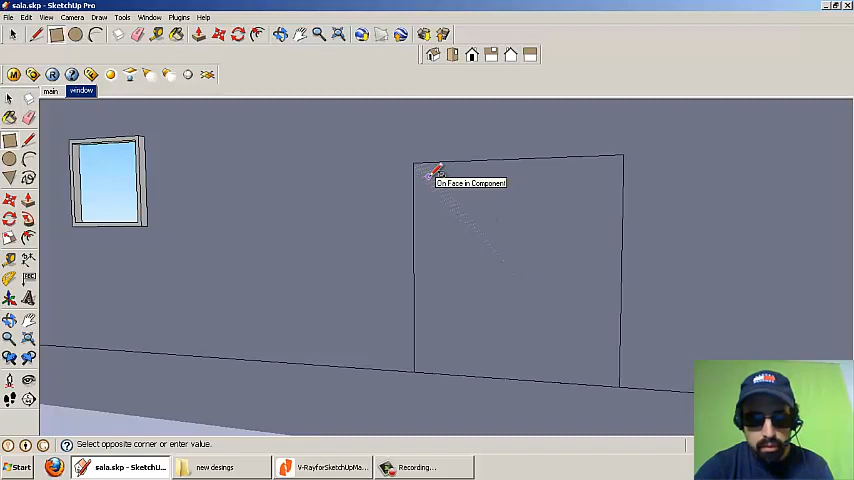 sala.skp - SketchUp Pro
File Edit View Camera Draw Tools Window Plugins Help
main window
On Face in Component
Select opposite corner or enter value.
Start sala.skp - SketchU... new desings V-RayforSketchUpMa... Recording...